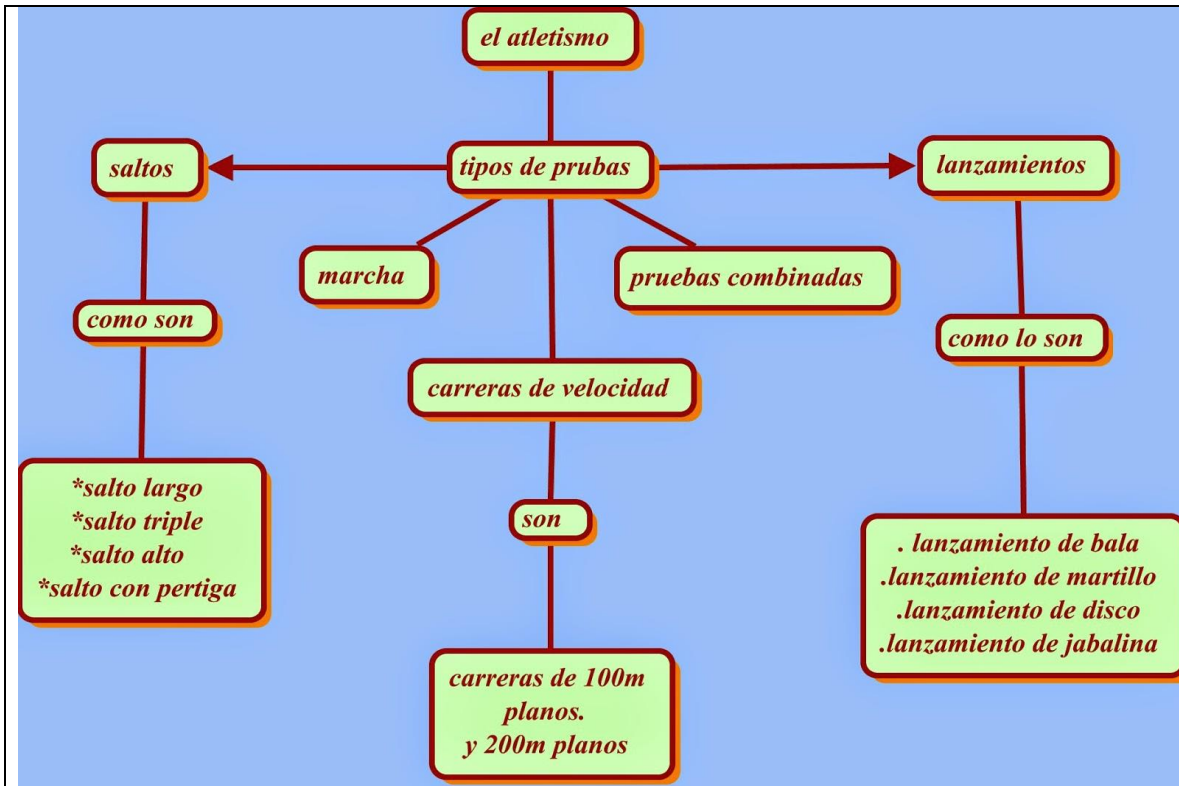 el atletismo
saltos
tipos de prubas
lanzamientos
marcha
pruebas combinadas
como son
como lo son
carreras de velocidad
*salto largo
*salto triple
*salto alto
*salto con pertiga
son
. lanzamiento de bala
.lanzamiento de martillo
.lanzamiento de disco
.lanzamiento de jabalina
carreras de 100m
planos.
y 200m planos